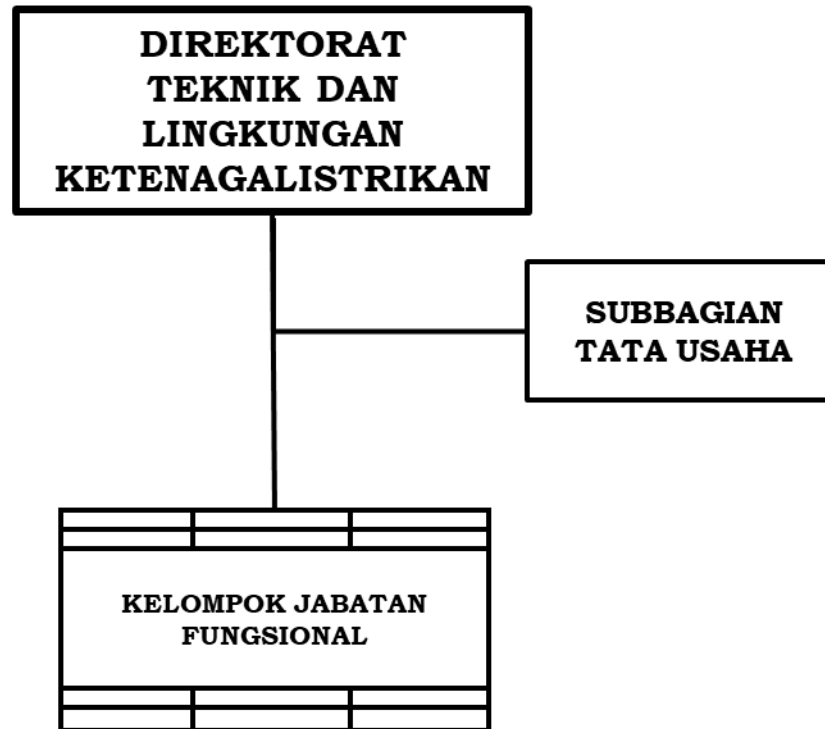 DIREKTORAT
TEKNIK DAN
LINGKUNGAN
KETENAGALISTRIKAN
SUBBAGIAN
TATA USAHA
KELOMPOK JABATAN
FUNGSIONAL